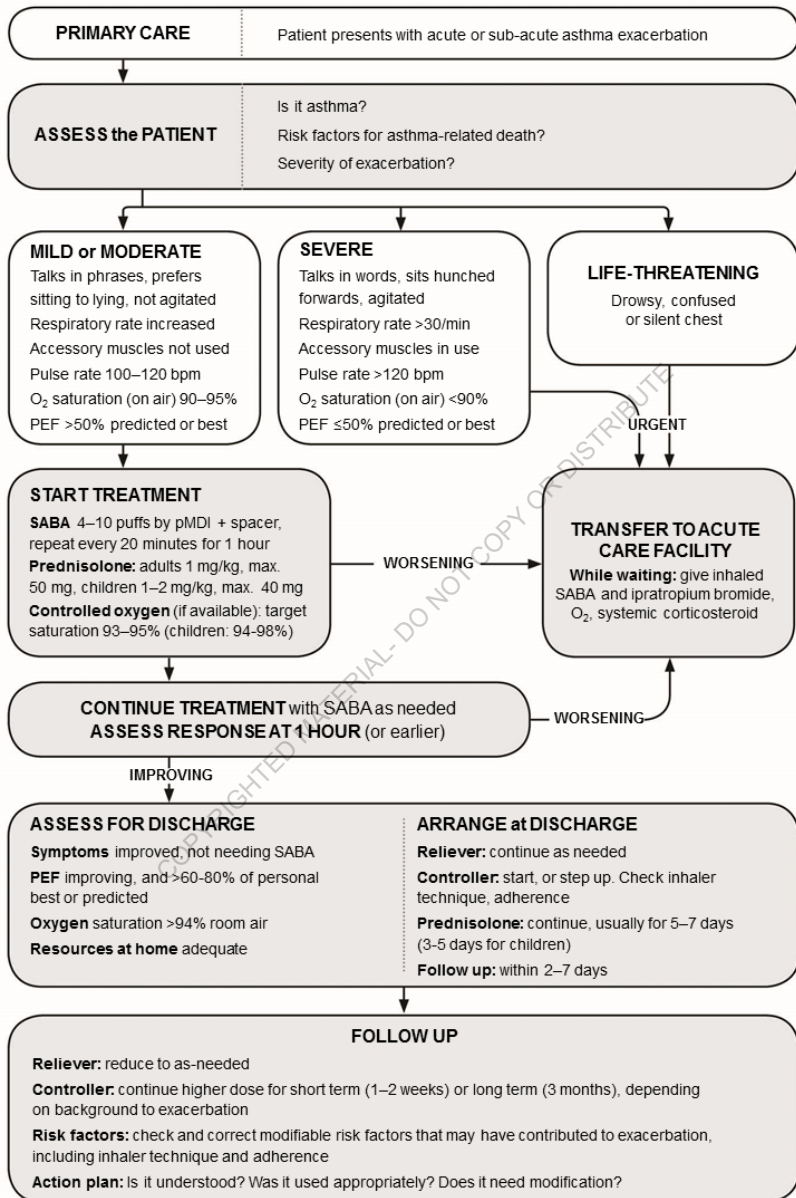 PRIMARY CARE
Patient presents with acute or sub-acute asthma exacerbation
ASSESS the PATIENT
Is it asthma?
Risk factors for asthma-related death?
Severity of exacerbation?
MILD or MODERATE
Talks in phrases, prefers
sitting to lying, not agitated
Respiratory rate increased
Accessory muscles not used
Pulse rate 100–120 bpm
O₂ saturation (on air) 90–95%
PEF >50% predicted or best
SEVERE
Talks in words, sits hunched
forwards, agitated
Respiratory rate >30/min
Accessory muscles in use
Pulse rate >120 bpm
O₂ saturation (on air) <90%
PEF ≤50% predicted or best
LIFE-THREATENING
Drowsy, confused
or silent chest
URGENT
START TREATMENT
SABA 4–10 puffs by pMDI + spacer,
repeat every 20 minutes for 1 hour
Prednisolone: adults 1 mg/kg, max.
50 mg, children 1–2 mg/kg, max. 40 mg
Controlled oxygen (if available): target
saturation 93–95% (children: 94-98%)
WORSENING
TRANSFER TO ACUTE
CARE FACILITY
While waiting: give inhaled
SABA and ipratropium bromide,
O₂, systemic corticosteroid
CONTINUE TREATMENT with SABA as needed
ASSESS RESPONSE AT 1 HOUR (or earlier)
WORSENING
IMPROVING
ASSESS FOR DISCHARGE
Symptoms improved, not needing SABA
PEF improving, and >60-80% of personal
best or predicted
Oxygen saturation >94% room air
Resources at home adequate
ARRANGE at DISCHARGE
Reliever: continue as needed
Controller: start, or step up. Check inhaler
technique, adherence
Prednisolone: continue, usually for 5–7 days
(3-5 days for children)
Follow up: within 2–7 days
FOLLOW UP
Reliever: reduce to as-needed
Controller: continue higher dose for short term (1–2 weeks) or long term (3 months), depending
on background to exacerbation
Risk factors: check and correct modifiable risk factors that may have contributed to exacerbation,
including inhaler technique and adherence
Action plan: Is it understood? Was it used appropriately? Does it need modification?
COPYRIGHTED MATERIAL- DO NOT COPY OR DISTRIBUTE